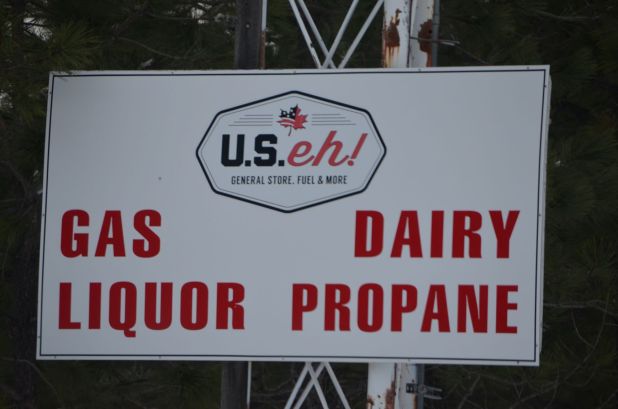 U.S.eh!
GENERAL STORE. FUEL & MORE
GAS DAIRY
LIQUOR PROPANE